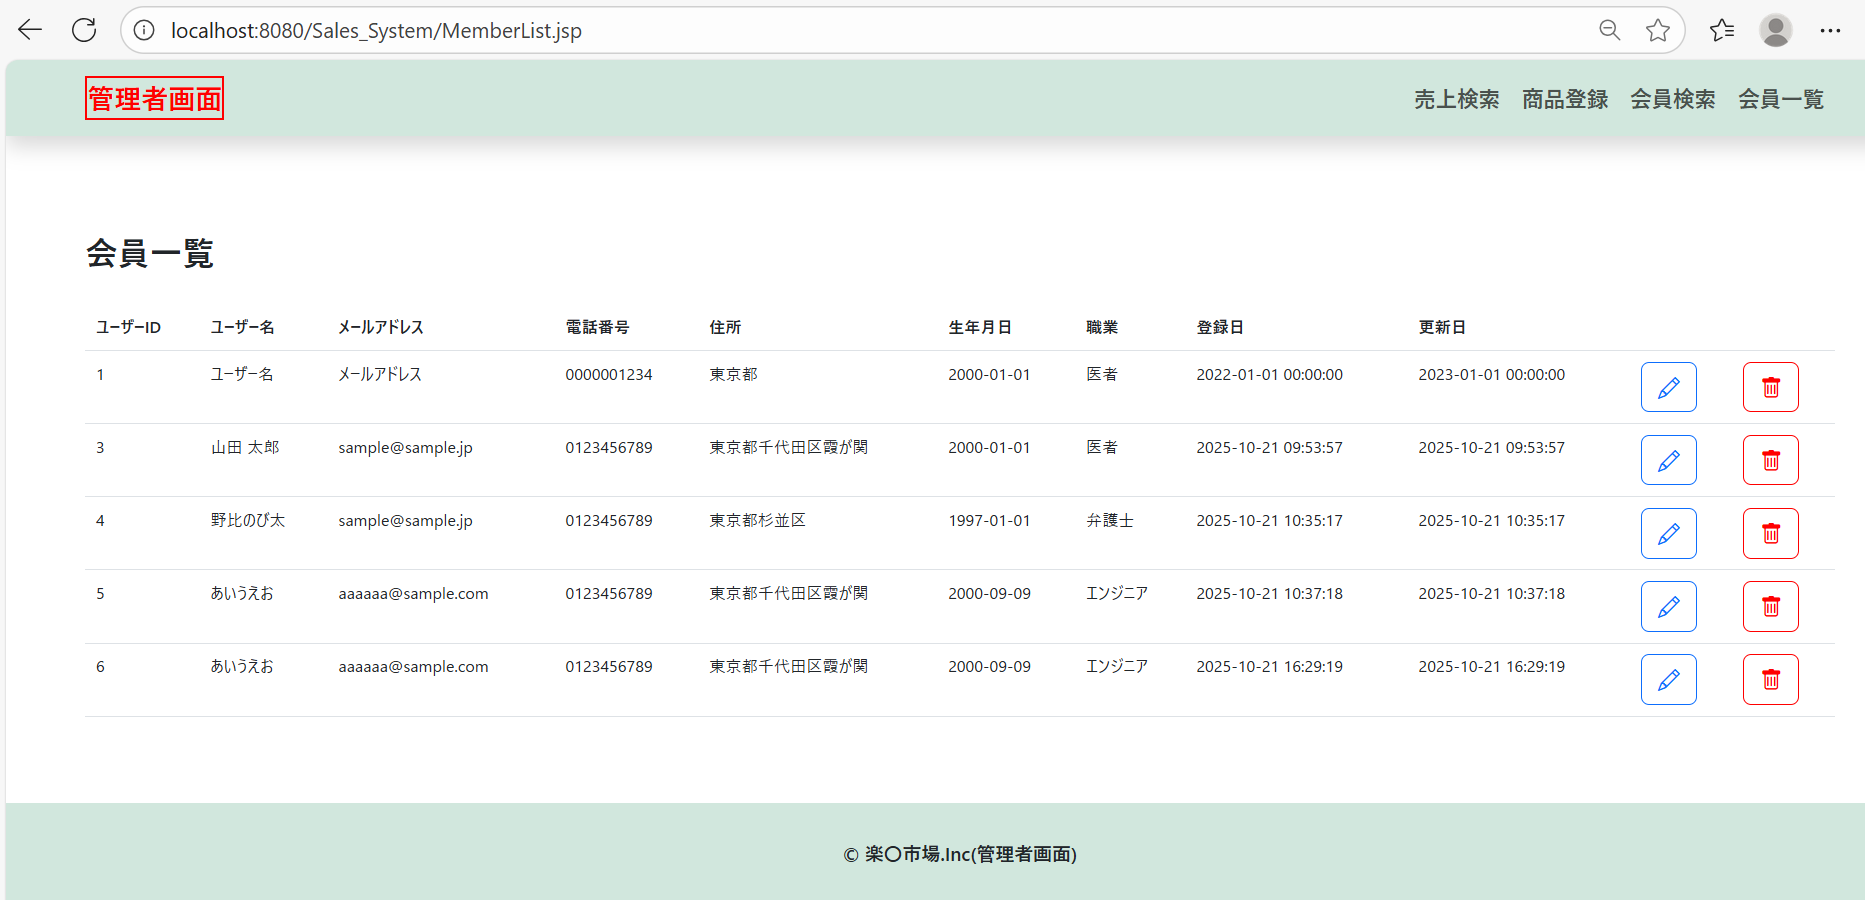 localhost:8080/Sales_System/MemberList.jsp
管理者画面 売上検索 商品登録 会員検索 会員一覧
会員一覧
ユーザーID ユーザー名 メールアドレス 電話番号 住所 生年月日 職業 登録日 更新日
1 ユーザー名 メールアドレス 0000001234 東京都 2000-01-01 医者 2022-01-01 00:00:00 2023-01-01 00:00:00
3 山田 太郎 sample@sample.jp 0123456789 東京都千代田区霞が関 2000-01-01 医者 2025-10-21 09:53:57 2025-10-21 09:53:57
4 野比のび太 sample@sample.jp 0123456789 東京都杉並区 1997-01-01 弁護士 2025-10-21 10:35:17 2025-10-21 10:35:17
5 あいうえお aaaaaa@sample.com 0123456789 東京都千代田区霞が関 2000-09-09 エンジニア 2025-10-21 10:37:18 2025-10-21 10:37:18
6 あいうえお aaaaaa@sample.com 0123456789 東京都千代田区霞が関 2000-09-09 エンジニア 2025-10-21 16:29:19 2025-10-21 16:29:19
© 楽〇市場.Inc(管理者画面)